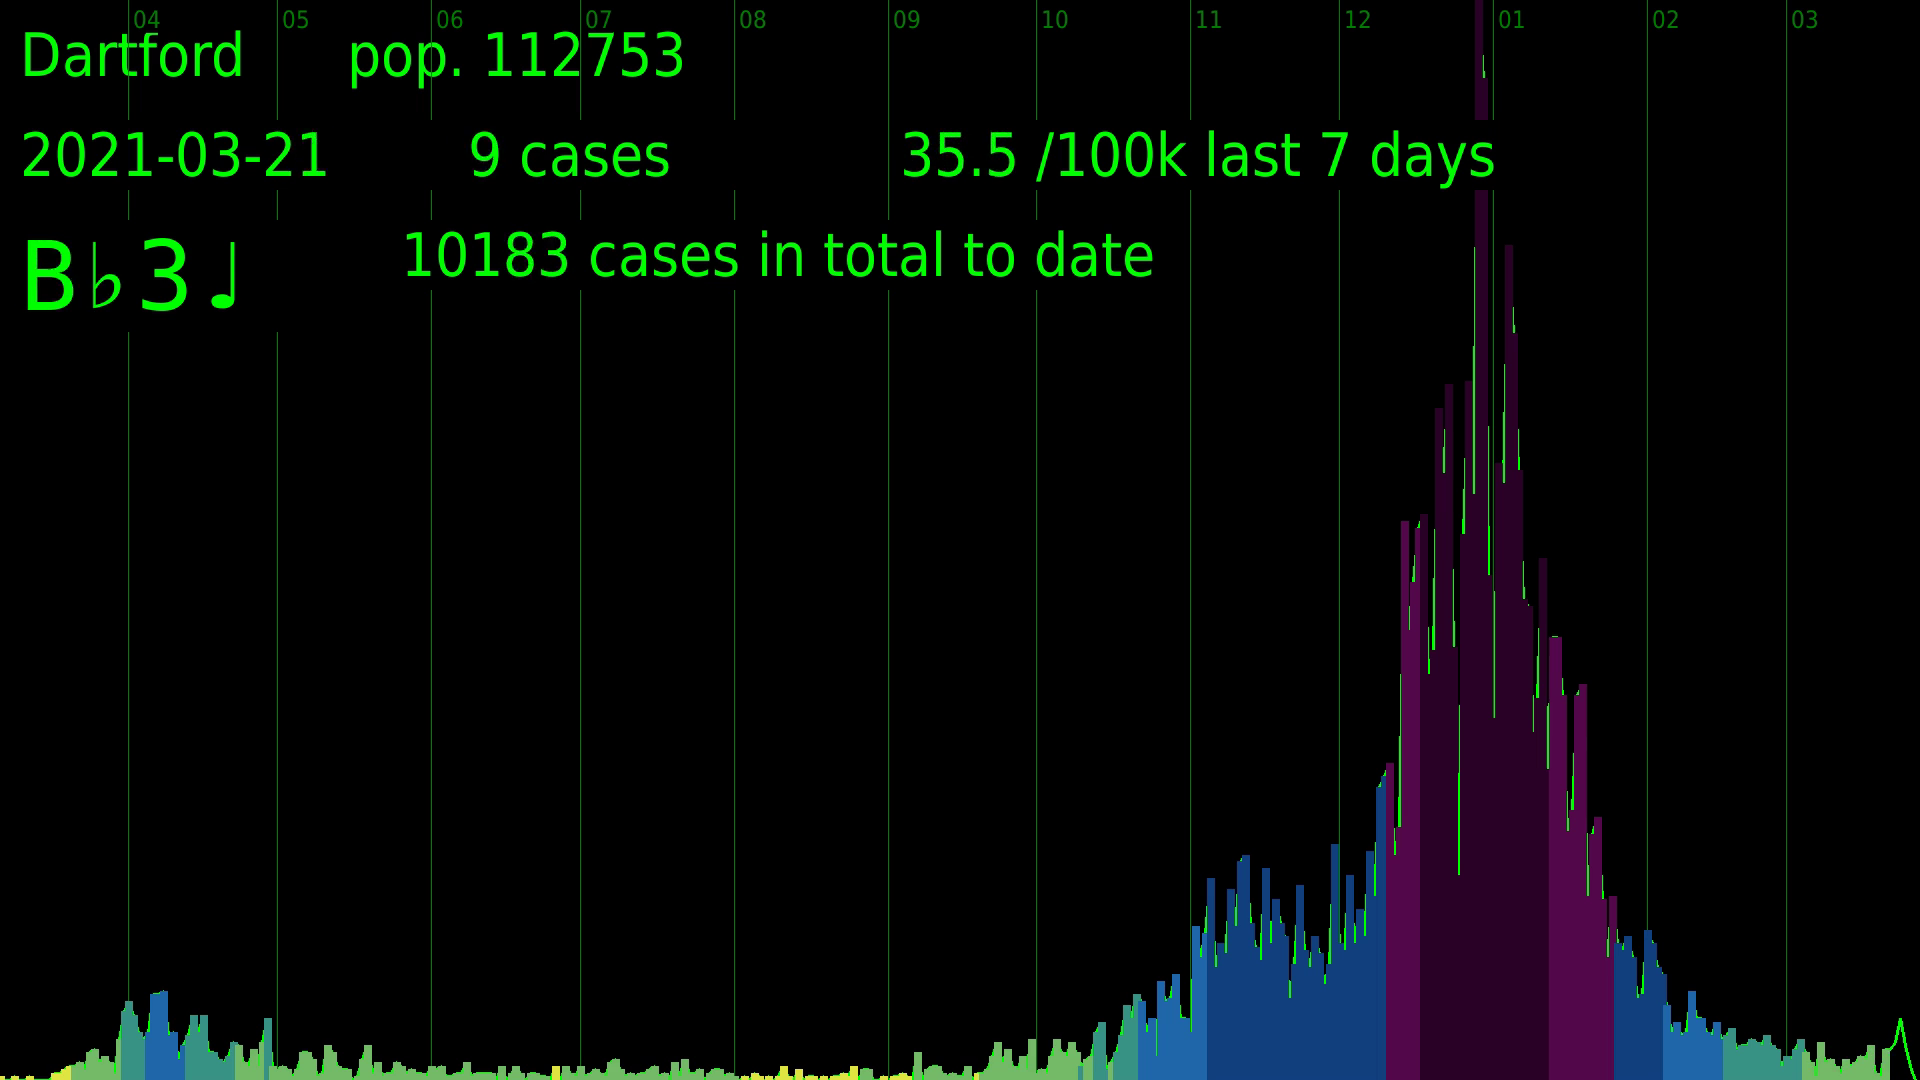 04 05 06 07 08 09 10 11 12 01 02 03
Dartford pop. 112753
2021-03-21 9 cases 35.5 /100k last 7 days
B♭3♩ 10183 cases in total to date